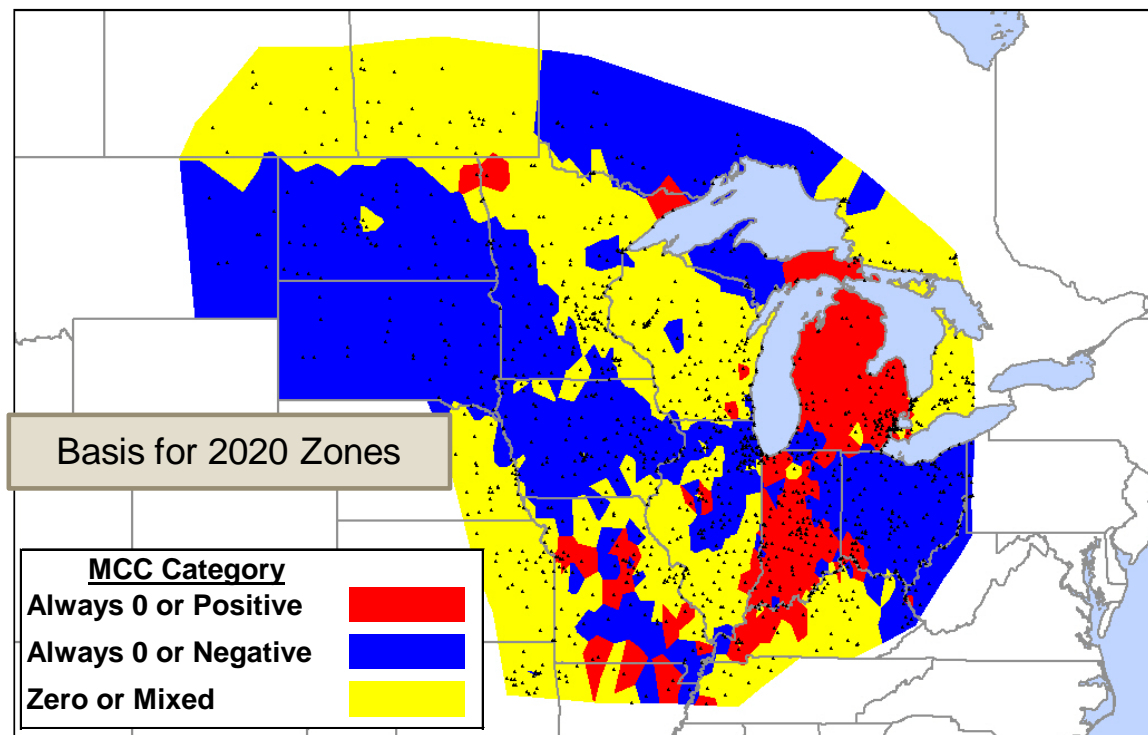 Basis for 2020 Zones
MCC Category
Always 0 or Positive
Always 0 or Negative
Zero or Mixed